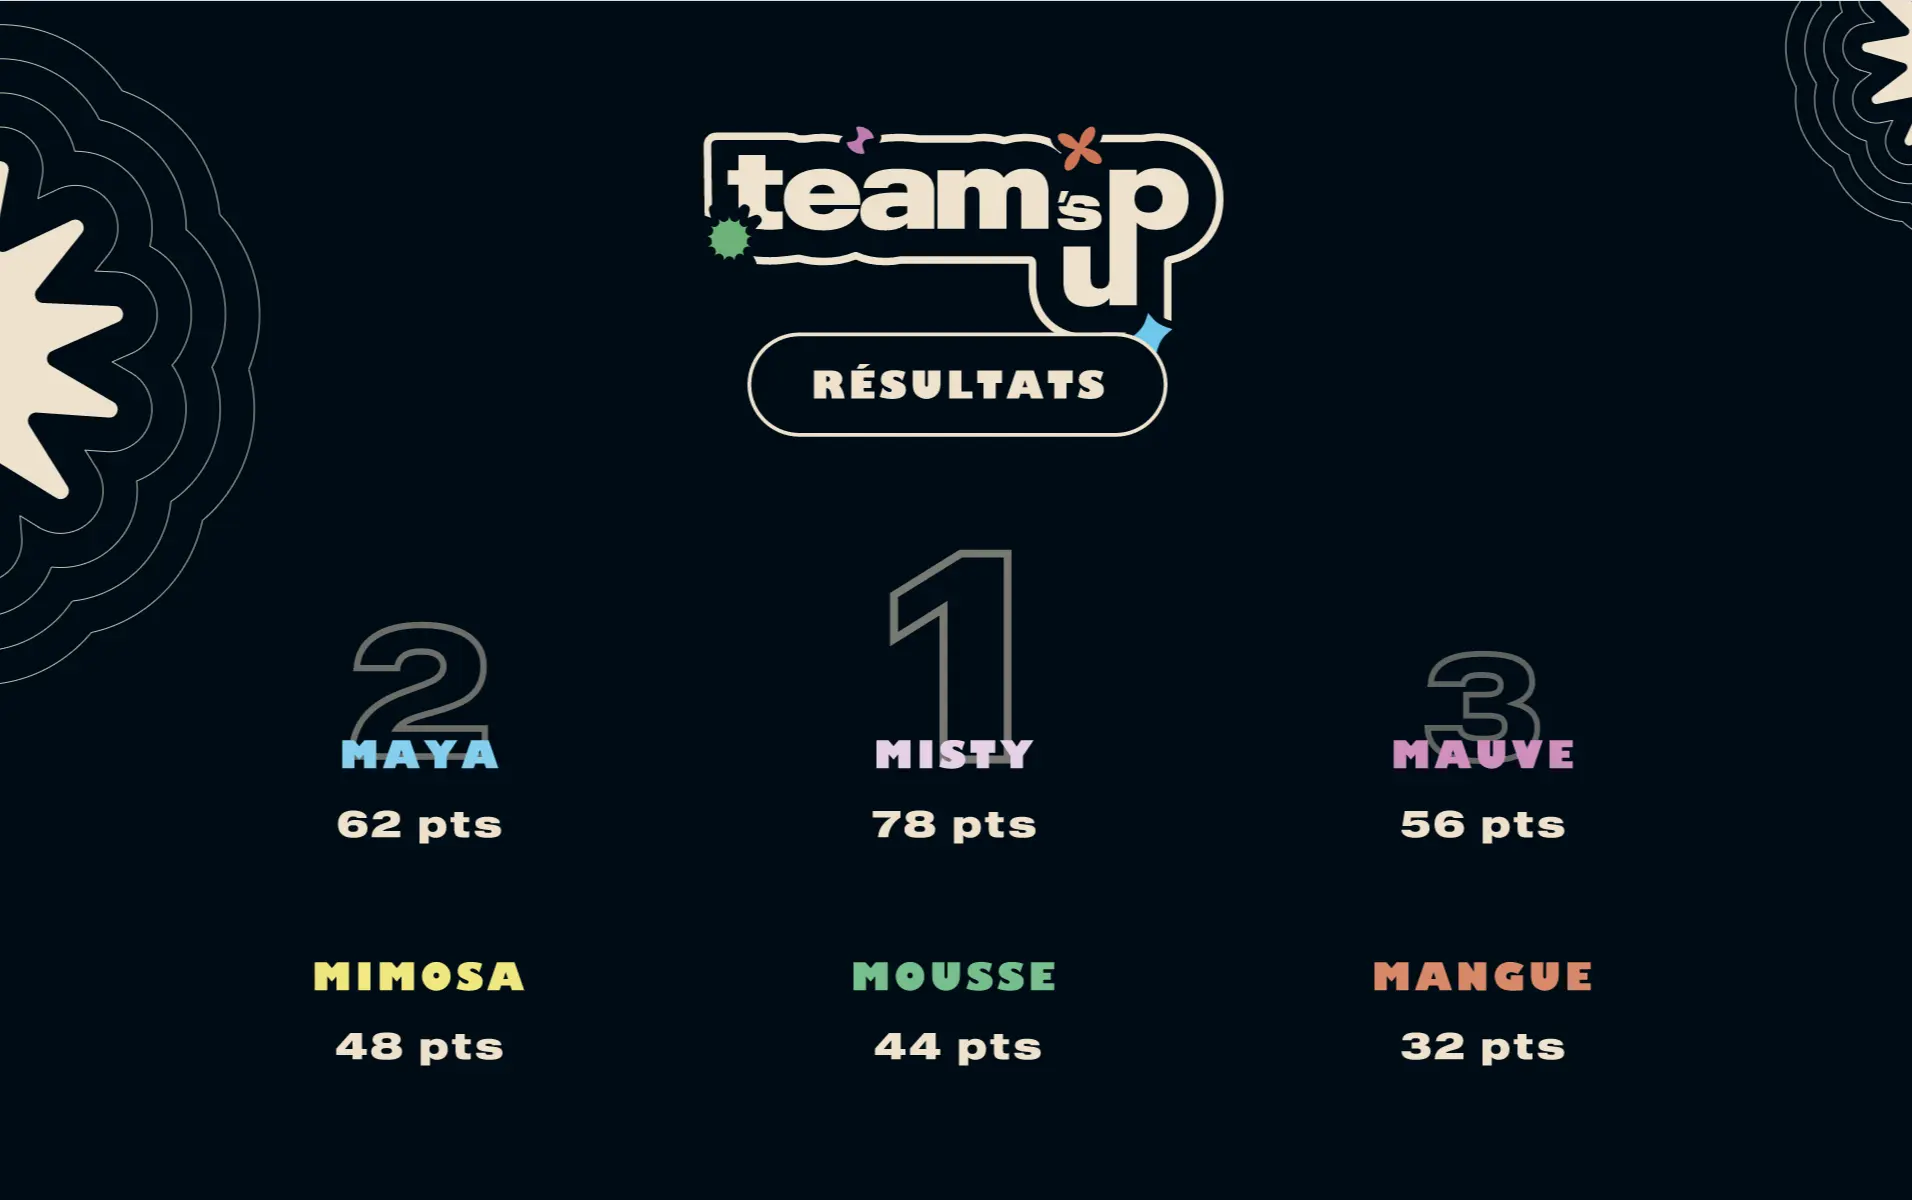 team's up
RÉSULTATS
2
1
3
MAYA
MISTY
MAUVE
62 pts
78 pts
56 pts
MIMOSA
MOUSSE
MANGUE
48 pts
44 pts
32 pts